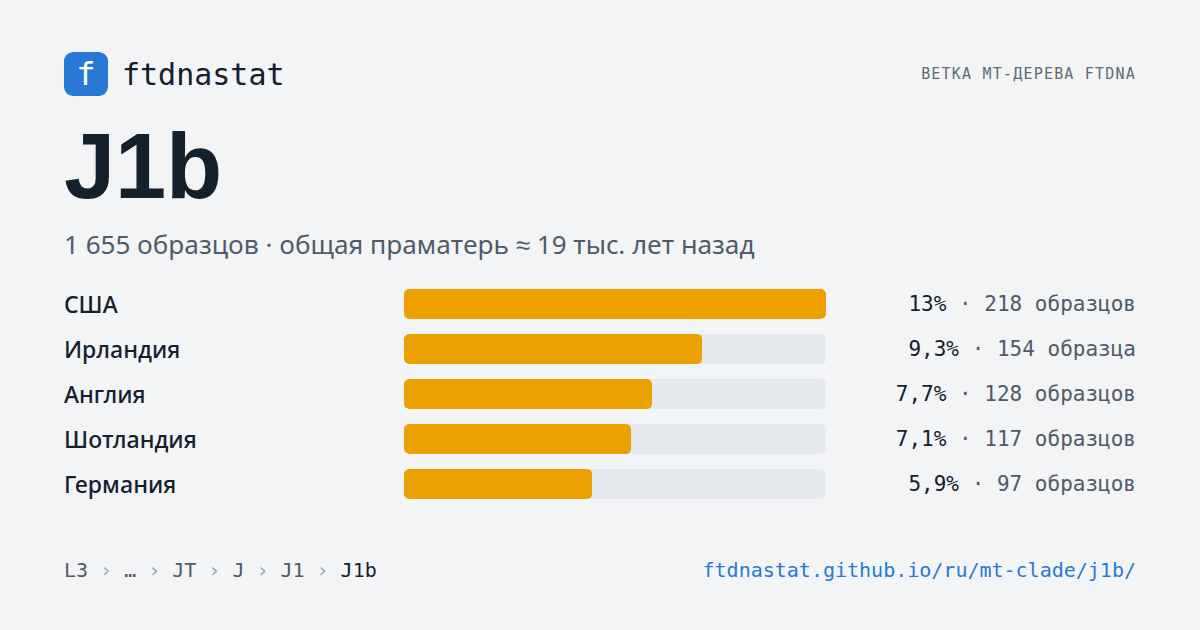 f ftdnastat
ВЕТКА МТ-ДЕРЕВА FTDNA
J1b
1 655 образцов · общая праматерь ≈ 19 тыс. лет назад
США 13% · 218 образцов
Ирландия 9,3% · 154 образца
Англия 7,7% · 128 образцов
Шотландия 7,1% · 117 образцов
Германия 5,9% · 97 образцов
L3 › … › JT › J › J1 › J1b
ftdnastat.github.io/ru/mt-clade/j1b/